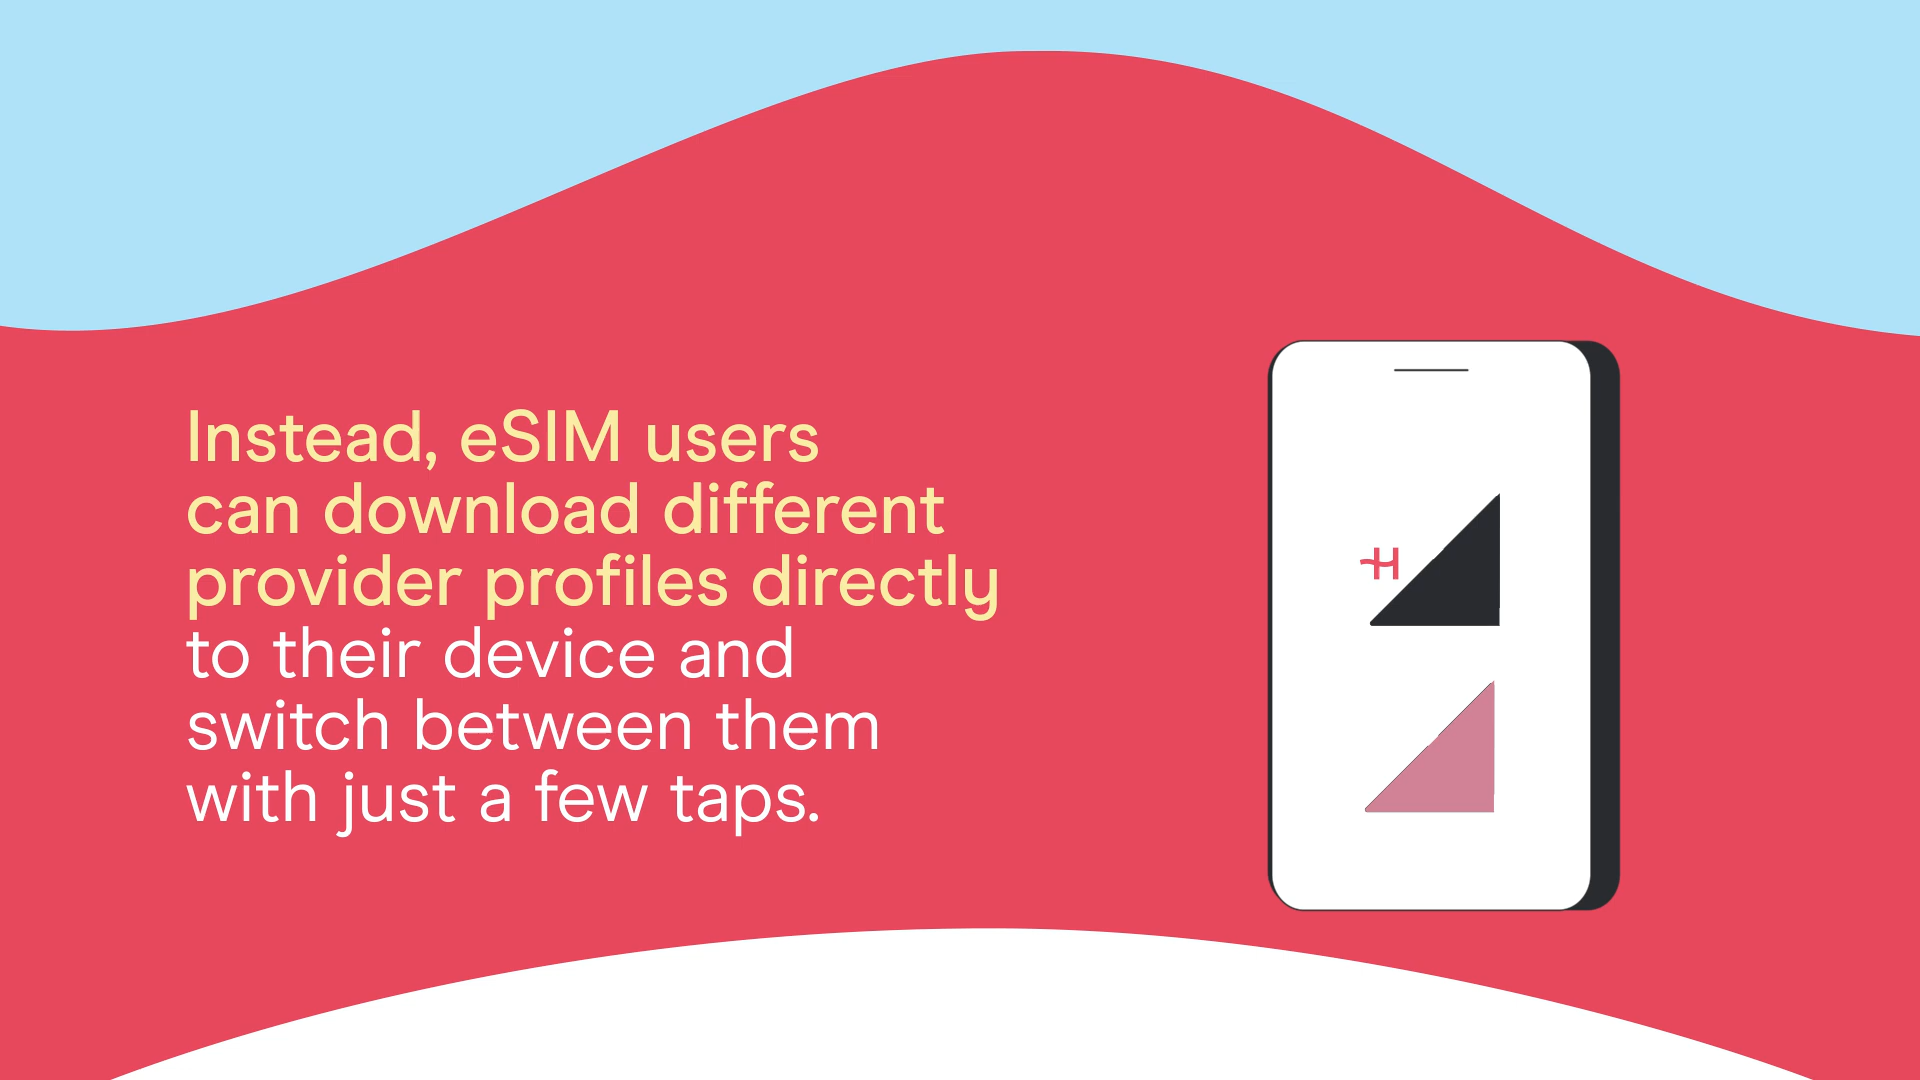 Instead, eSIM users
can download different
provider profiles directly
to their device and
switch between them
with just a few taps.
H